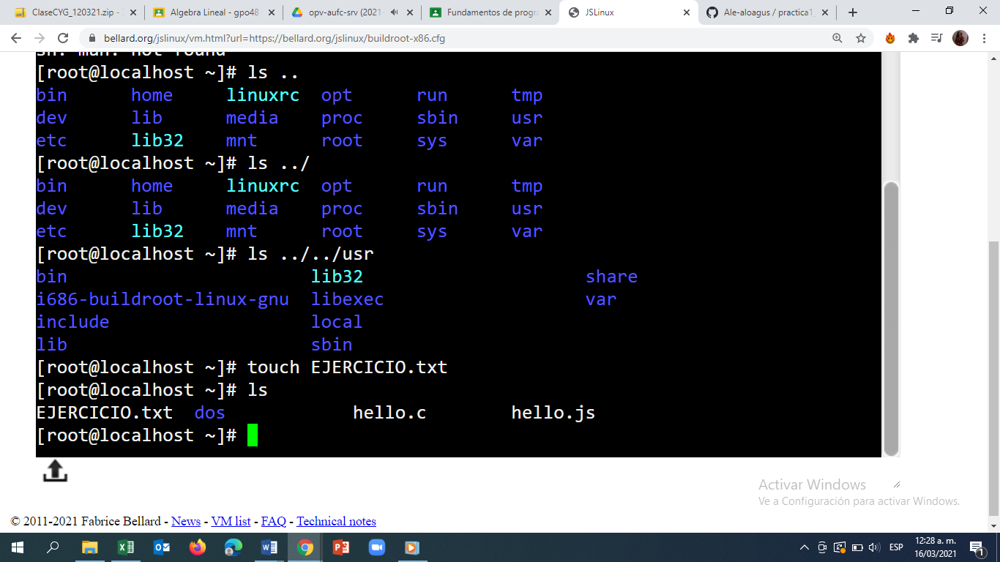 ClaseCYG_120321.zip - Algebra Lineal - gpo48 opv-aufc-srv (2021- Fundamentos de progra JSLinux Ale-aloagus / practica1_
bellard.org/jslinux/vm.html?url=https://bellard.org/jslinux/buildroot-x86.cfg
sh: man: not found
[root@localhost ~]# ls ..
bin home linuxrc opt run tmp
dev lib media proc sbin usr
etc lib32 mnt root sys var
[root@localhost ~]# ls ../
bin home linuxrc opt run tmp
dev lib media proc sbin usr
etc lib32 mnt root sys var
[root@localhost ~]# ls ../../usr
bin lib32 share
i686-buildroot-linux-gnu libexec var
include local
lib sbin
[root@localhost ~]# touch EJERCICIO.txt
[root@localhost ~]# ls
EJERCICIO.txt dos hello.c hello.js
[root@localhost ~]#
Activar Windows
Ve a Configuración para activar Windows.
© 2011-2021 Fabrice Bellard - News - VM list - FAQ - Technical notes
ESP
12:28 a. m.
16/03/2021
1